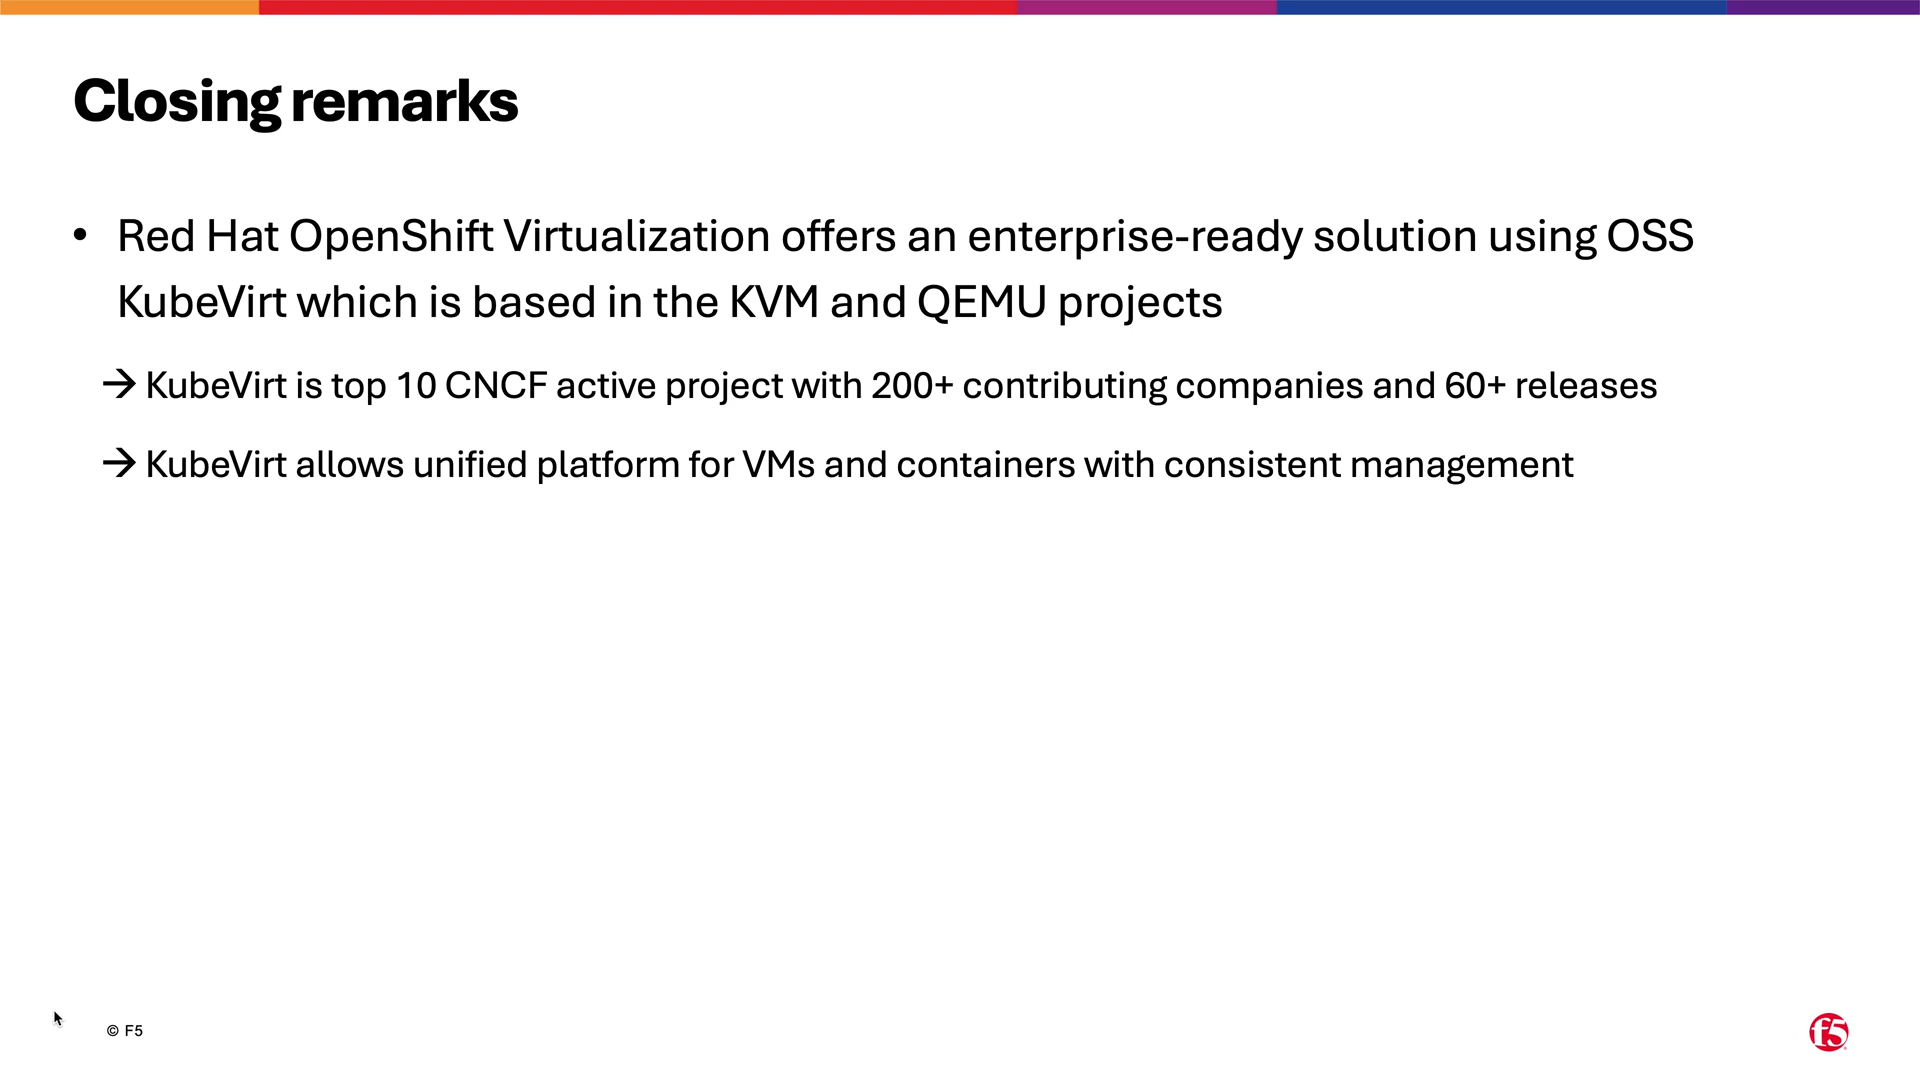 Closing remarks
• Red Hat OpenShift Virtualization offers an enterprise-ready solution using OSS
KubeVirt which is based in the KVM and QEMU projects
→ KubeVirt is top 10 CNCF active project with 200+ contributing companies and 60+ releases
→ KubeVirt allows unified platform for VMs and containers with consistent management
© F5
f5